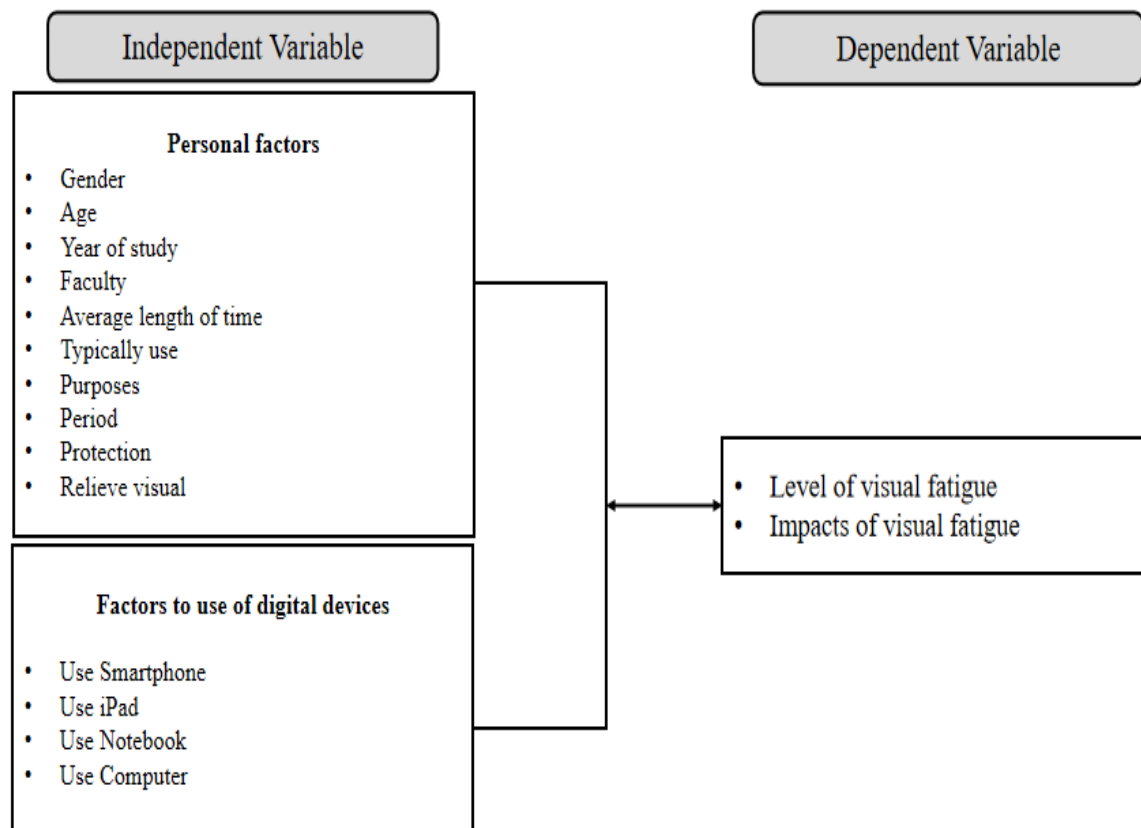 Independent Variable
Dependent Variable
Personal factors
• Gender
• Age
• Year of study
• Faculty
• Average length of time
• Typically use
• Purposes
• Period
• Protection
• Relieve visual
Factors to use of digital devices
• Use Smartphone
• Use iPad
• Use Notebook
• Use Computer
• Level of visual fatigue
• Impacts of visual fatigue